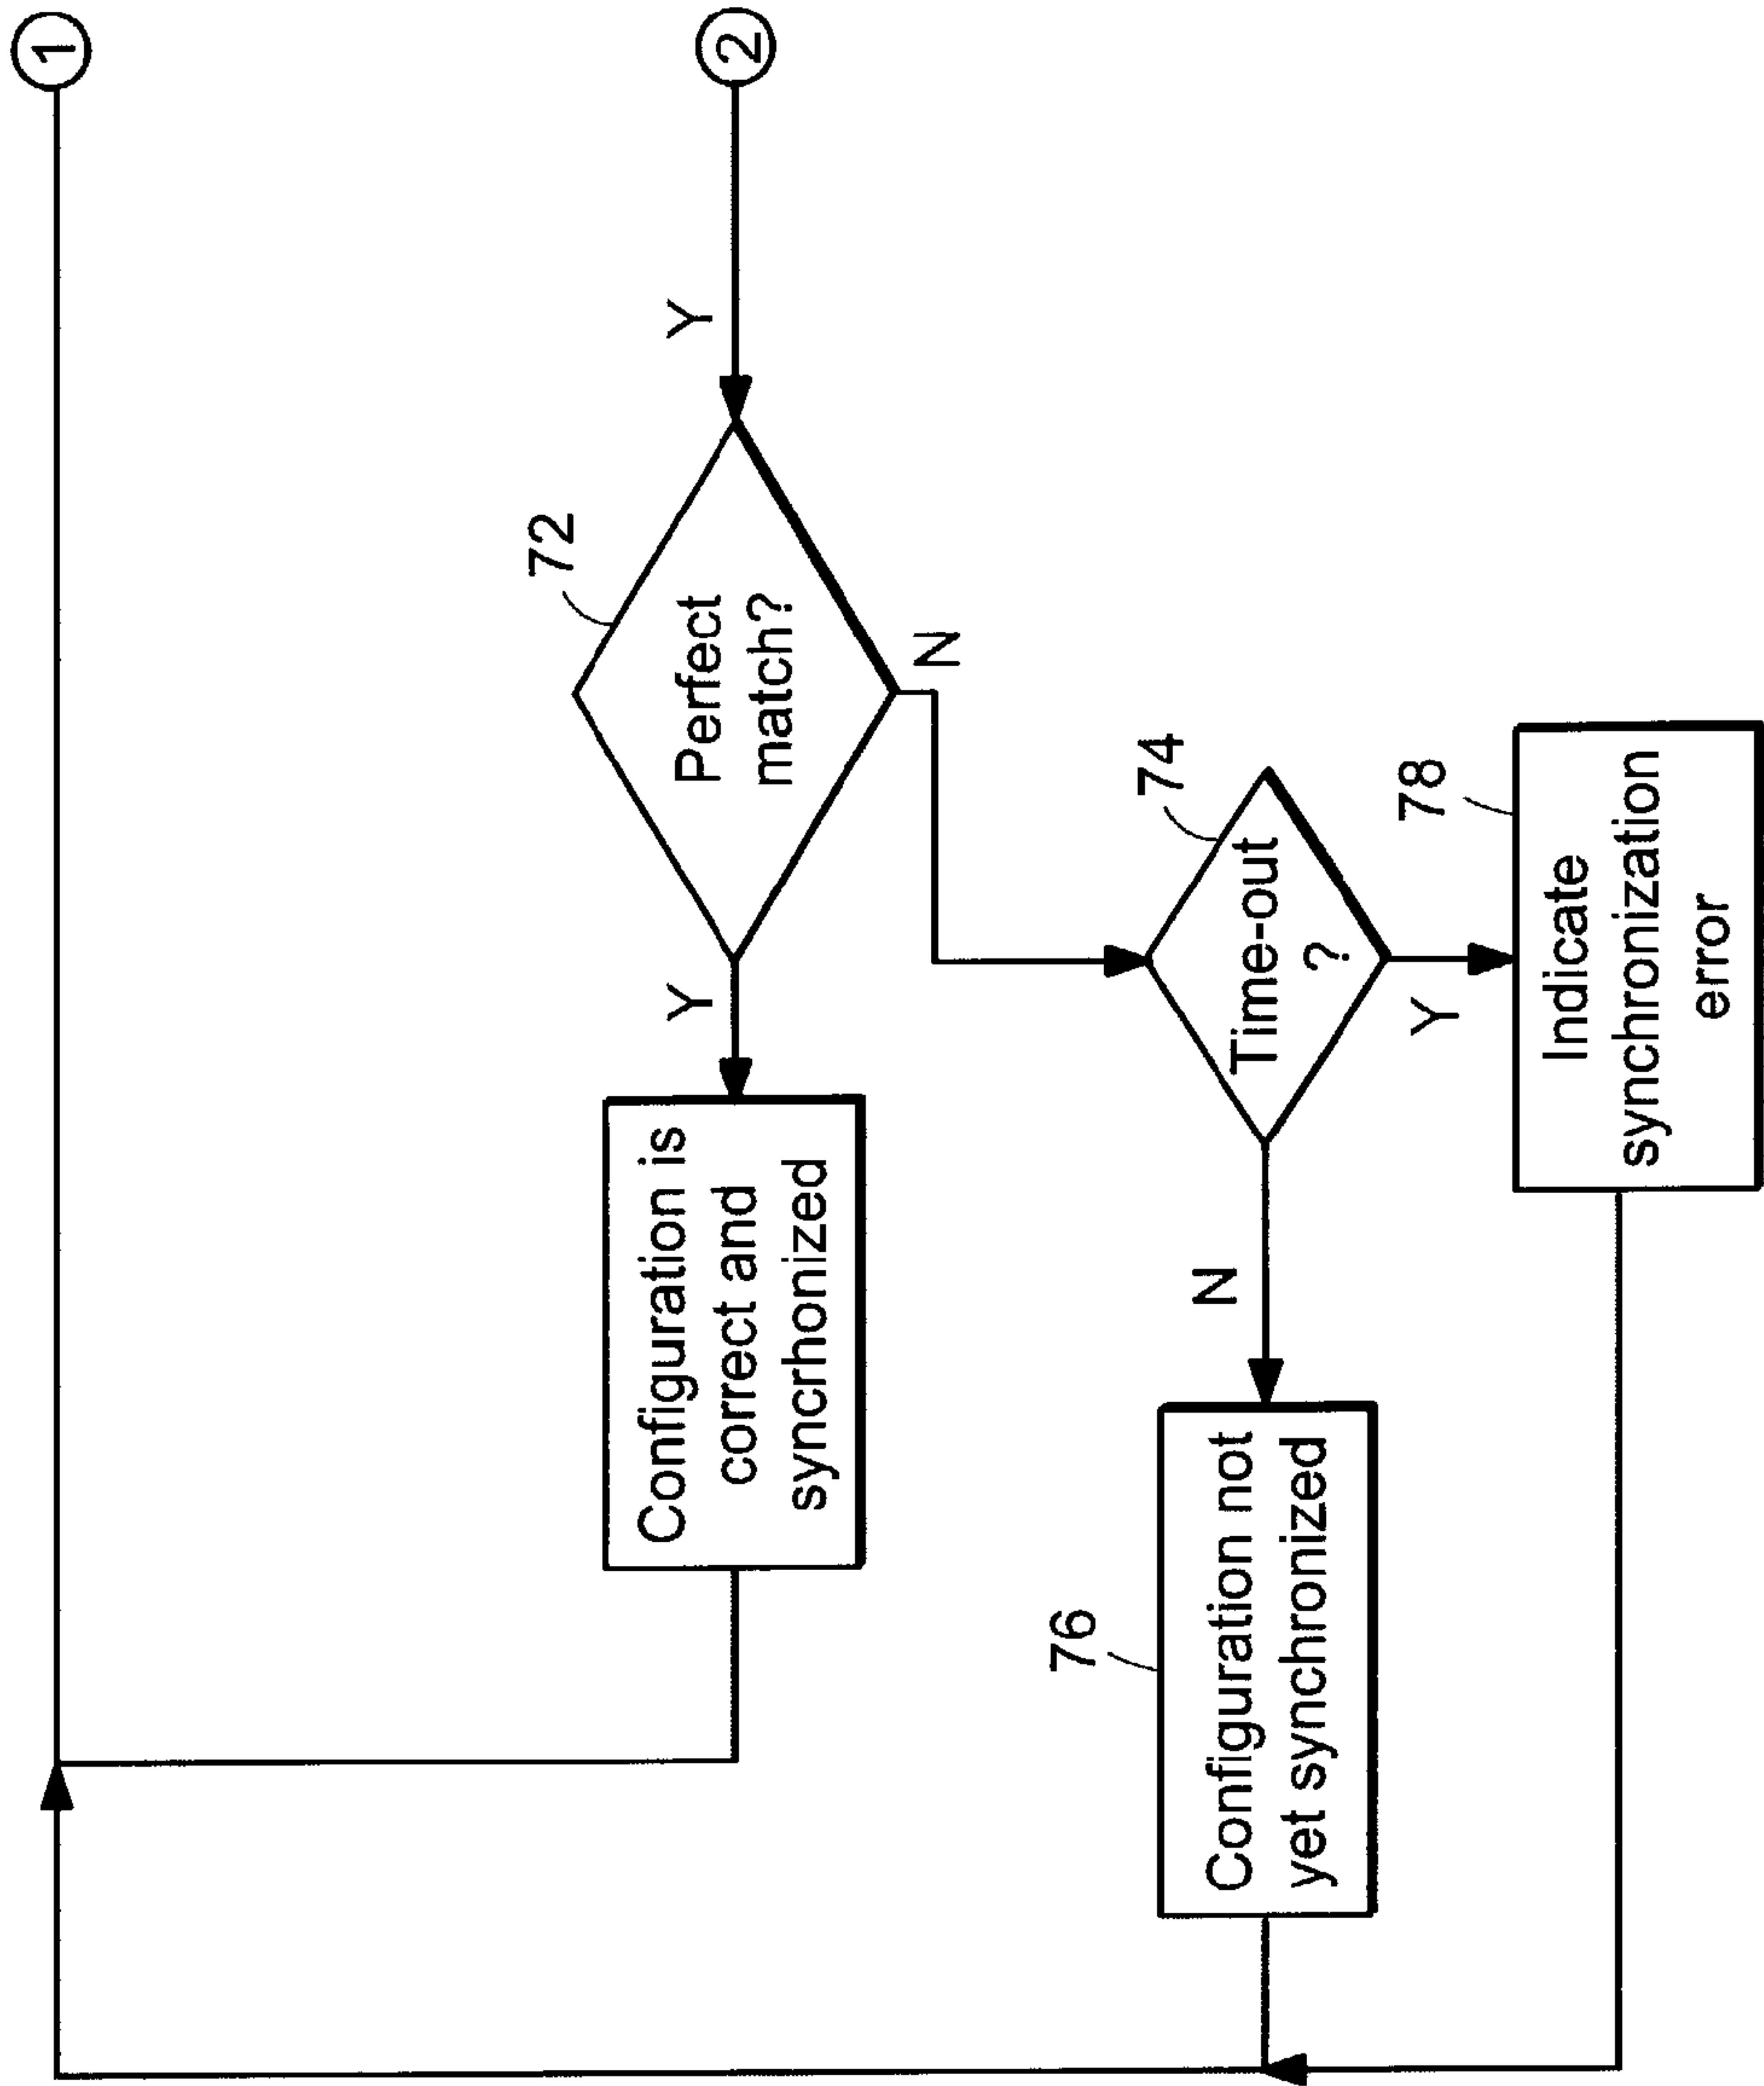 1
2
Y
72
Perfect
match?
Y
N
Configuration is
correct and
syncrhonized
74
Time-out
?
N
Y
76
Configuration not
yet synchronized
78
Indicate
synchronization
error